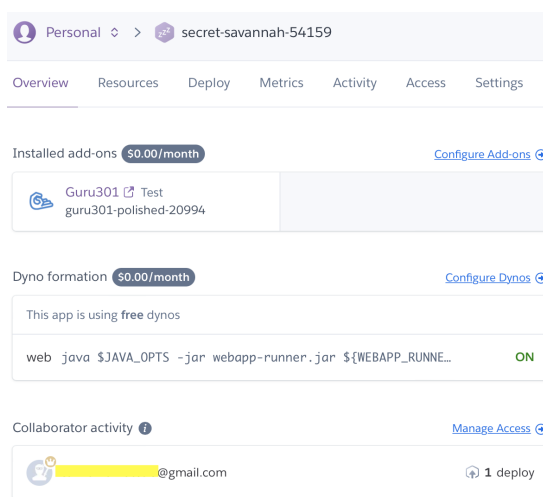 Personal > secret-savannah-54159
Overview Resources Deploy Metrics Activity Access Settings
Installed add-ons $0.00/month Configure Add-ons
Guru301 Test
guru301-polished-20994
Dyno formation $0.00/month Configure Dynos
This app is using free dynos
web java $JAVA_OPTS -jar webapp-runner.jar ${WEBAPP_RUNNE… ON
Collaborator activity Manage Access
@gmail.com 1 deploy